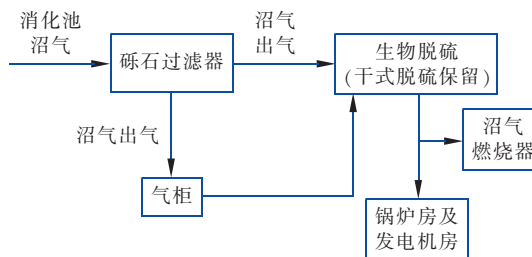 消化池
沼气
砾石过滤器
沼气
出气
生物脱硫
(干式脱硫保留)
沼气出气
气柜
沼气
燃烧器
锅炉房及
发电机房